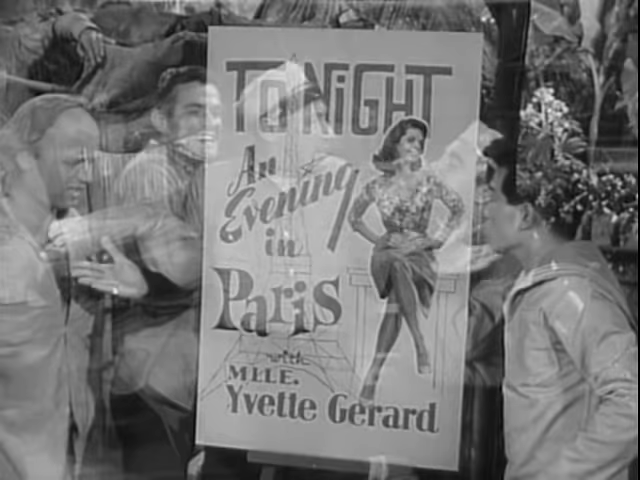 TONIGHT
An
Evening
in
Paris
with
MLLE.
Yvette Gerard